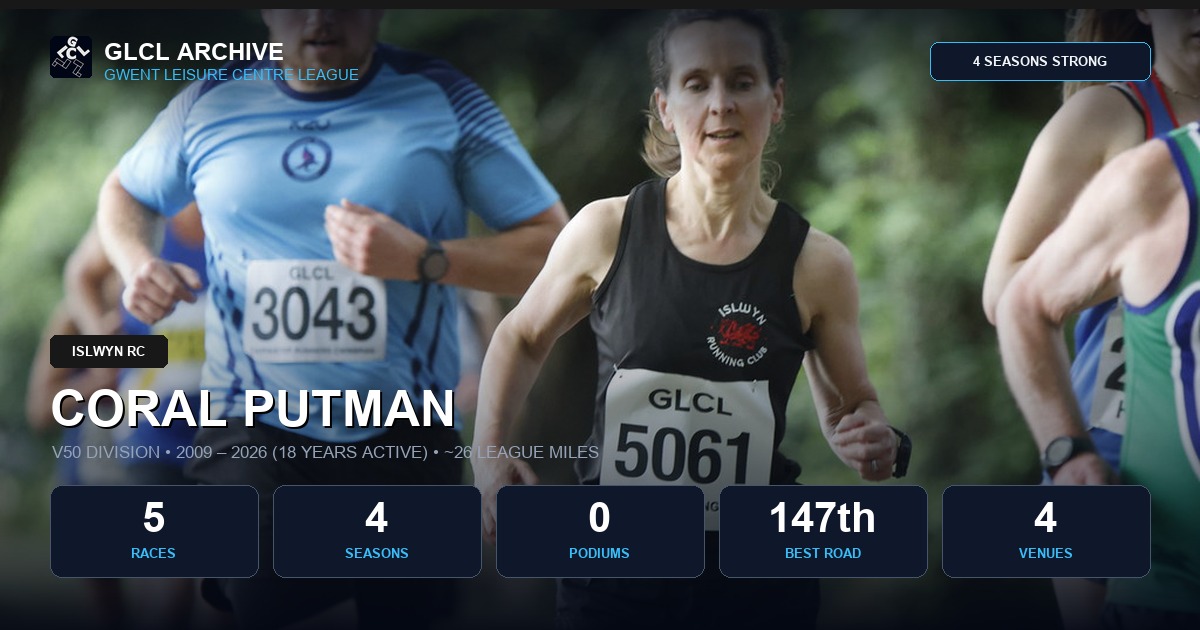 GLCL ARCHIVE
GWENT LEISURE CENTRE LEAGUE
4 SEASONS STRONG
GLCL
3043
ISLWYN
RUNNING CLUB
GLCL
5061
ISLWYN RC
CORAL PUTMAN
V50 DIVISION • 2009 – 2026 (18 YEARS ACTIVE) • ~26 LEAGUE MILES
5
RACES
4
SEASONS
0
PODIUMS
147th
BEST ROAD
4
VENUES